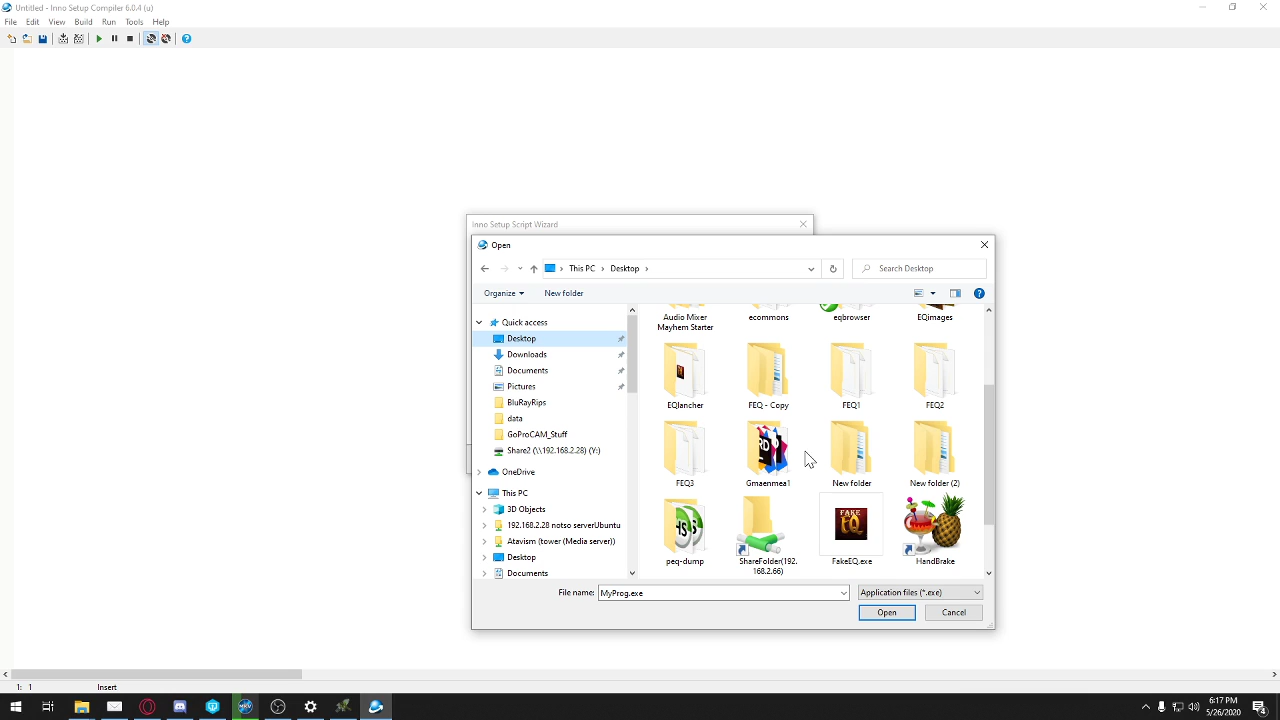 Untitled - Inno Setup Compiler 6.0.4 (u)
File Edit View Build Run Tools Help
Inno Setup Script Wizard
Open
This PC > Desktop >
Search Desktop
Organize New folder
Quick access
Desktop
Downloads
Documents
Pictures
BluRayRips
data
GoProCAM_Stuff
Share2 (\\192.168.2.28) (Y:)
OneDrive
This PC
3D Objects
192.168.2.28 notso serverUbuntu
Atavism (tower (Media server))
Desktop
Documents
Audio Mixer
Mayhem Starter
ecommons
eqbrowser
EQimages
EQlancher
FEQ - Copy
FEQ1
FEQ2
FEQ3
Gmaenmea1
New folder
New folder (2)
peq-dump
ShareFolder(192.
168.2.66)
FAKE
EQ
FakeEQ.exe
HandBrake
File name: MyProg.exe
Application files (*.exe)
Open Cancel
1: 1 Insert
MKV
6:17 PM
5/26/2020
4